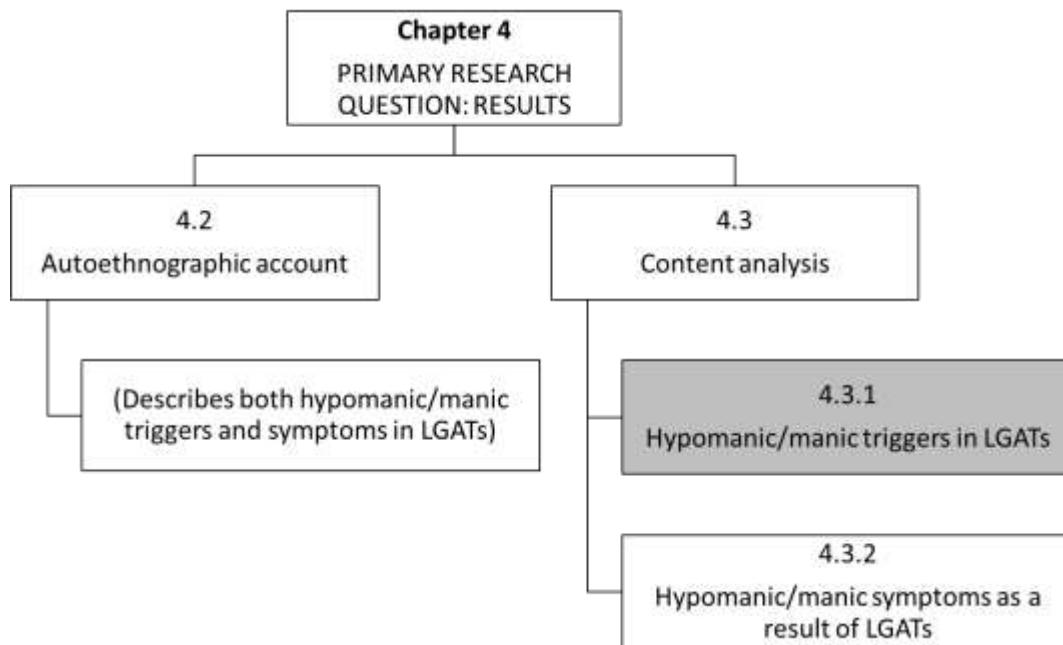 Chapter 4
PRIMARY RESEARCH
QUESTION: RESULTS
4.2
Autoethnographic account
4.3
Content analysis
(Describes both hypomanic/manic
triggers and symptoms in LGATs)
4.3.1
Hypomanic/manic triggers in LGATs
4.3.2
Hypomanic/manic symptoms as a
result of LGATs